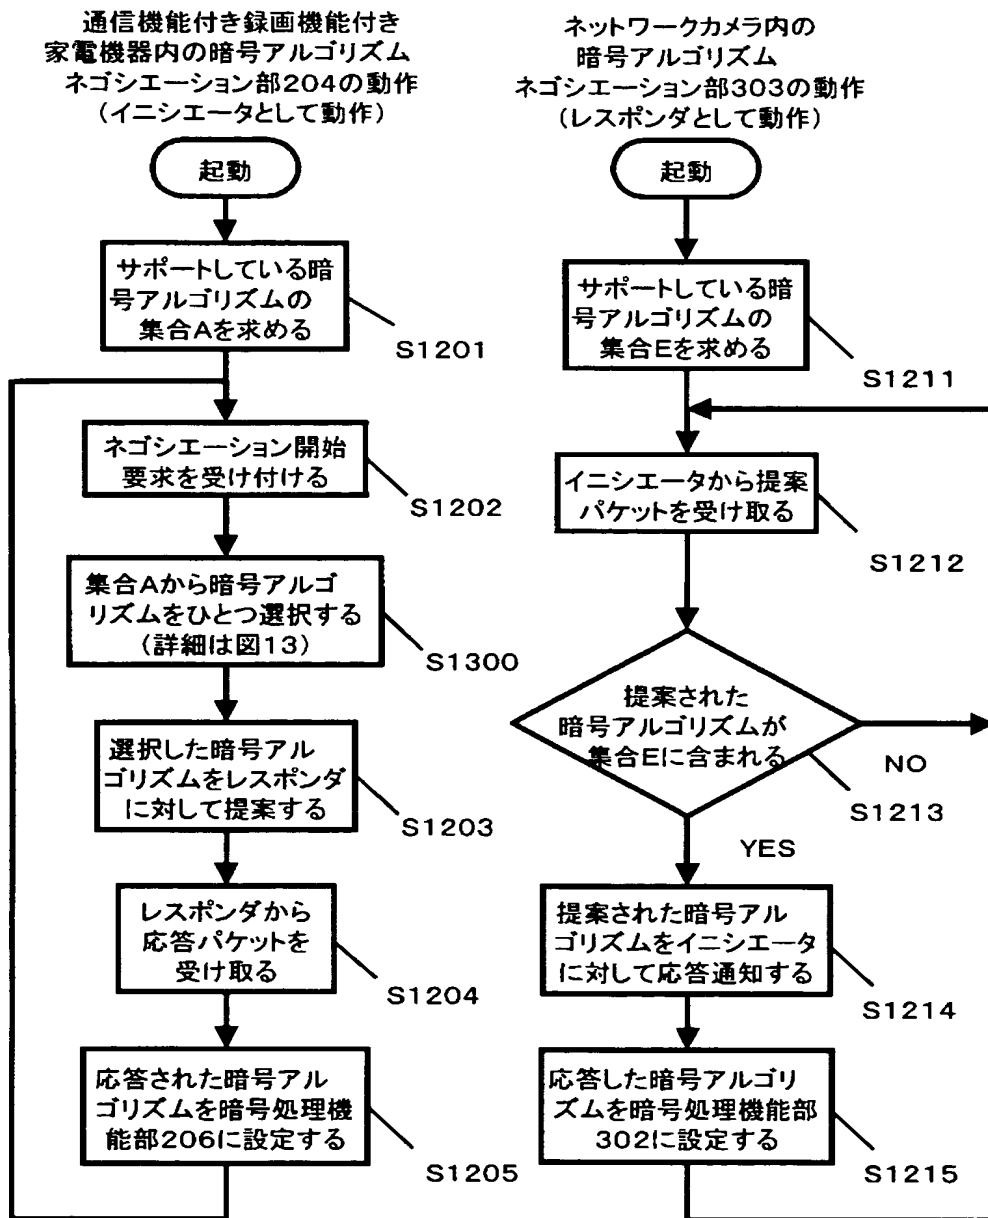 通信機能付き録画機能付き
家電機器内の暗号アルゴリズム
ネゴシエーション部204の動作
(イニシエータとして動作)
起動
サポートしている暗
号アルゴリズムの
集合Aを求める
S1201
ネゴシエーション開始
要求を受け付ける
S1202
集合Aから暗号アルゴ
リズムをひとつ選択する
(詳細は図13)
S1300
選択した暗号アル
ゴリズムをレスポンダ
に対して提案する
S1203
レスポンダから
応答パケットを
受け取る
S1204
応答された暗号アル
ゴリズムを暗号処理機
能部206に設定する
S1205
ネットワークカメラ内の
暗号アルゴリズム
ネゴシエーション部303の動作
(レスポンダとして動作)
起動
サポートしている暗
号アルゴリズムの
集合Eを求める
S1211
イニシエータから提案
パケットを受け取る
S1212
提案された
暗号アルゴリズムが
集合Eに含まれる
NO
S1213
YES
提案された暗号アル
ゴリズムをイニシエータ
に対して応答通知する
S1214
応答した暗号アルゴリ
ズムを暗号処理機能部
302に設定する
S1215